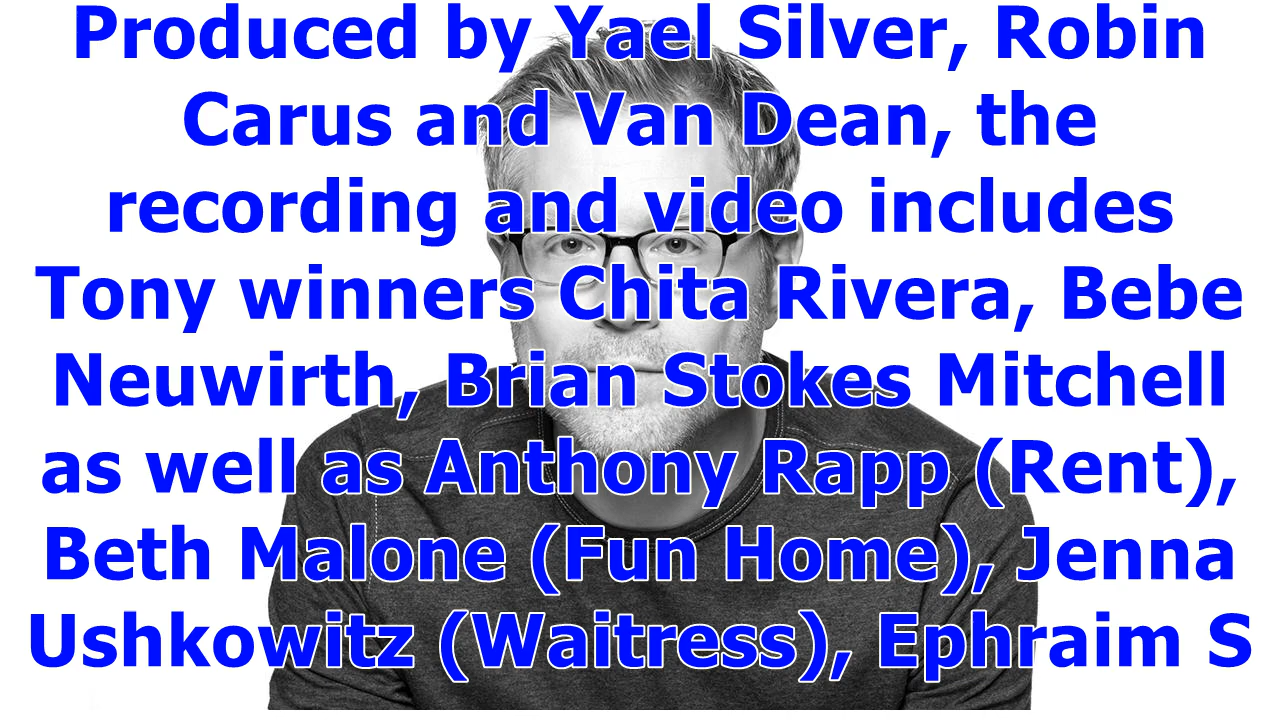 Produced by Yael Silver, Robin
Carus and Van Dean, the
recording and video includes
Tony winners Chita Rivera, Bebe
Neuwirth, Brian Stokes Mitchell
as well as Anthony Rapp (Rent),
Beth Malone (Fun Home), Jenna
Ushkowitz (Waitress), Ephraim S